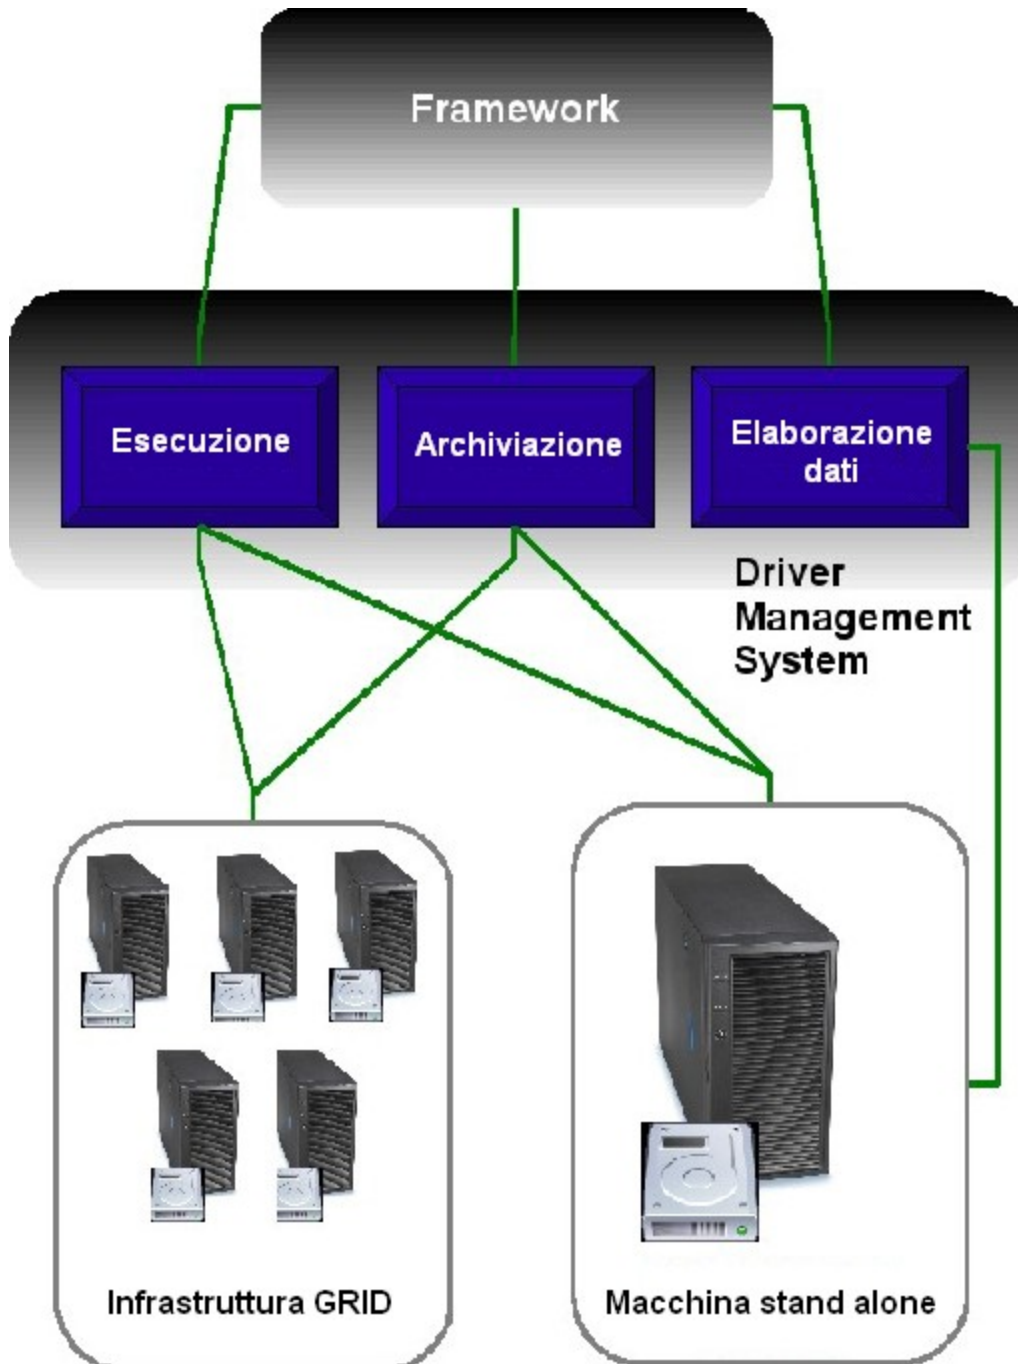 Framework
Esecuzione
Archiviazione
Elaborazione
dati
Driver
Management
System
Infrastruttura GRID
Macchina stand alone